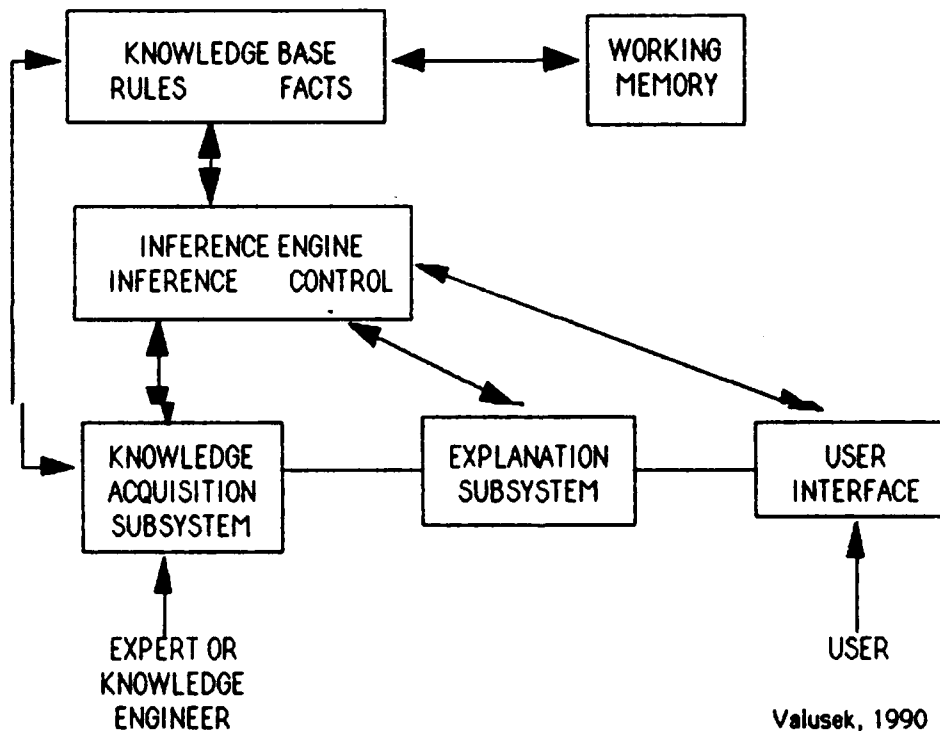 KNOWLEDGE BASE
RULES FACTS
WORKING
MEMORY
INFERENCE ENGINE
INFERENCE CONTROL
KNOWLEDGE
ACQUISITION
SUBSYSTEM
EXPLANATION
SUBSYSTEM
USER
INTERFACE
EXPERT OR
KNOWLEDGE
ENGINEER
USER
Valusek, 1990